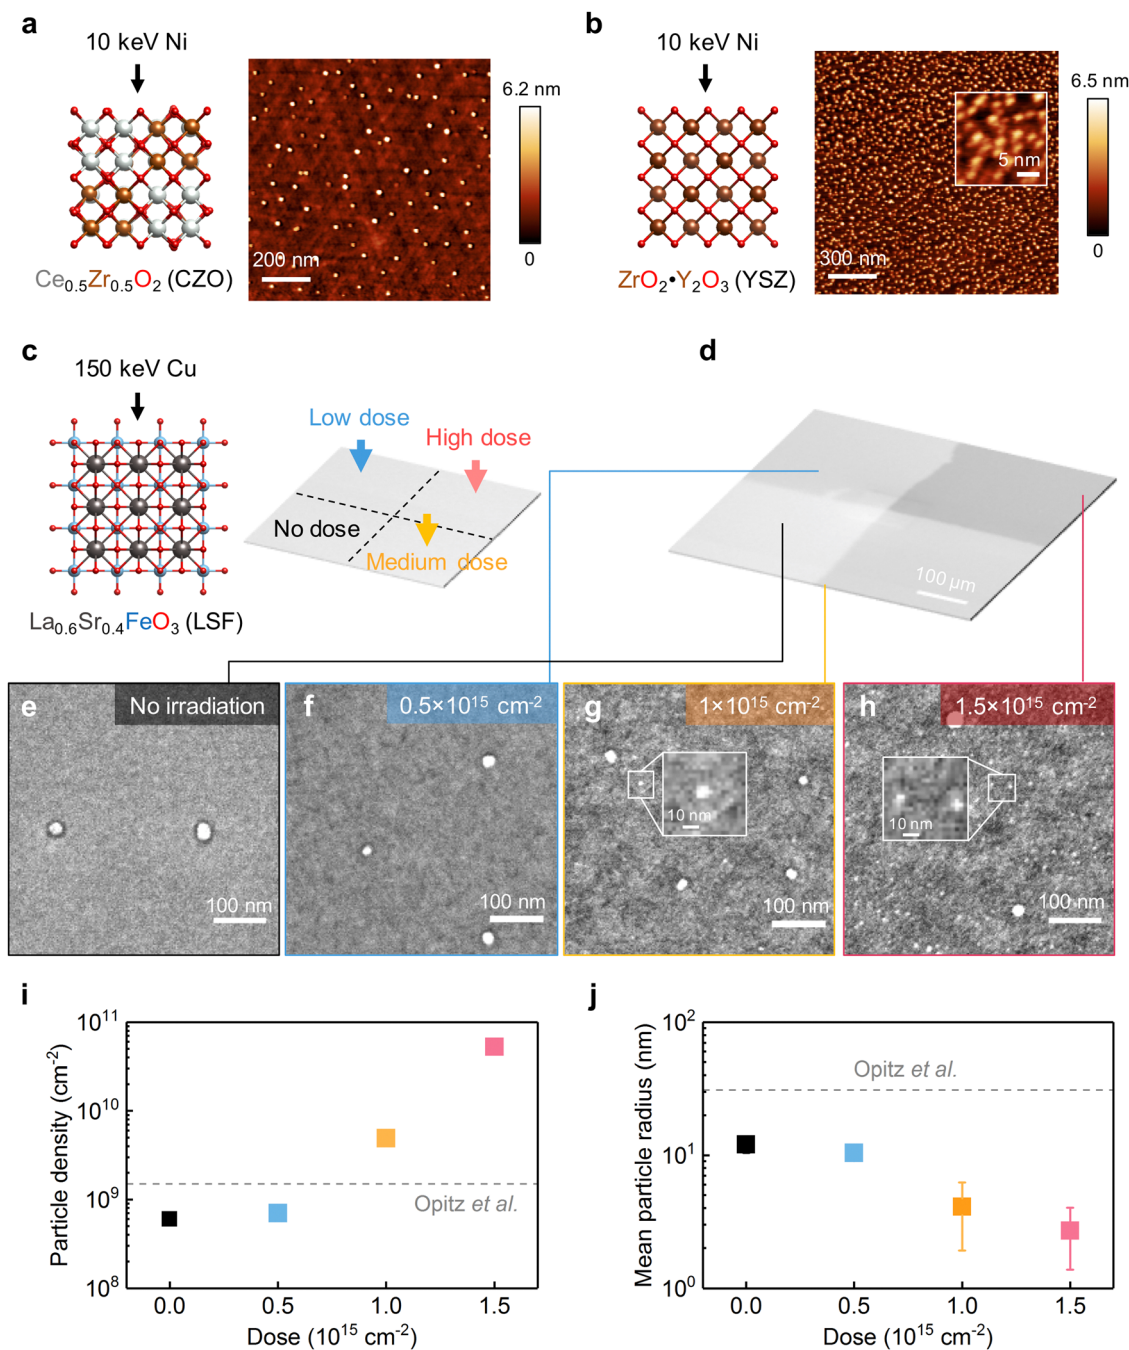 a
10 keV Ni
6.2 nm
200 nm
0
Ce0.5Zr0.5O2 (CZO)
b
10 keV Ni
6.5 nm
5 nm
300 nm
0
ZrO2•Y2O3 (YSZ)
c
150 keV Cu
Low dose
High dose
No dose
Medium dose
La0.6Sr0.4FeO3 (LSF)
d
100 µm
e
No irradiation
100 nm
f
0.5×10^15 cm^-2
100 nm
g
1×10^15 cm^-2
10 nm
100 nm
h
1.5×10^15 cm^-2
10 nm
100 nm
i
Particle density (cm^-2)
10^11
10^10
10^9
10^8
Opitz et al.
0.0 0.5 1.0 1.5
Dose (10^15 cm^-2)
j
Mean particle radius (nm)
10^2
10^1
10^0
Opitz et al.
0.0 0.5 1.0 1.5
Dose (10^15 cm^-2)